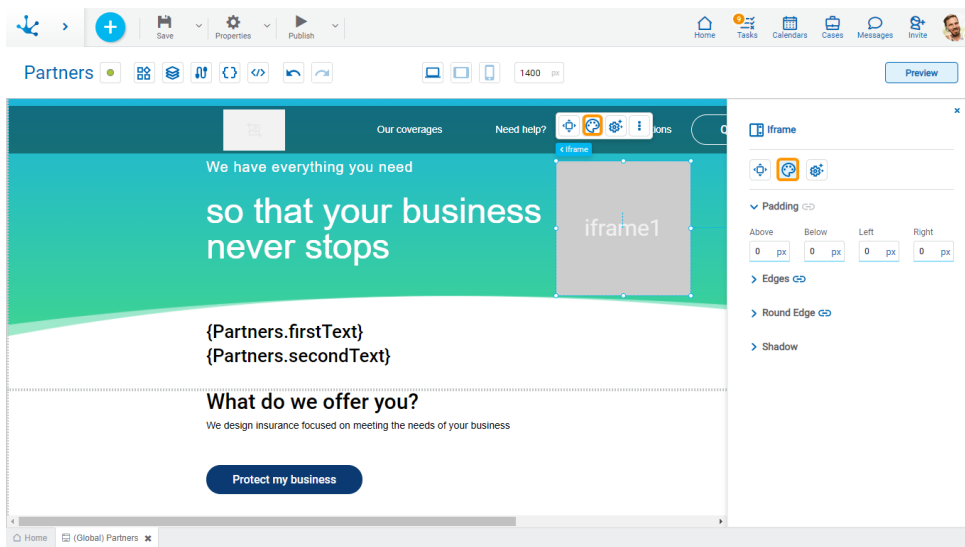 Save
Properties
Publish
Home
9
Tasks
Calendars
Cases
Messages
Invite
Partners
1400 px
Preview
Our coverages
Need help?
Iframe
We have everything you need
so that your business
never stops
iframe1
{Partners.firstText}
{Partners.secondText}
What do we offer you?
We design insurance focused on meeting the needs of your business
Protect my business
Iframe
Padding
Above Below Left Right
0 px 0 px 0 px 0 px
Edges
Round Edge
Shadow
Home
(Global) Partners